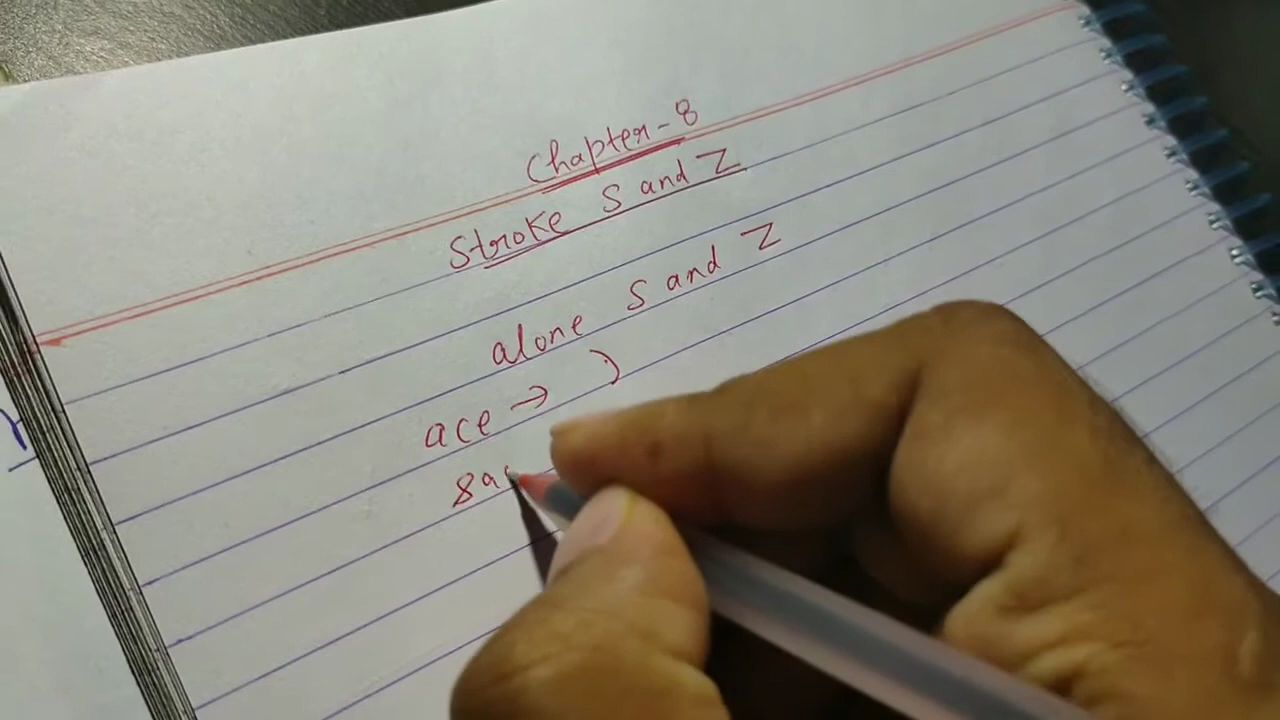 Chapter-8
Stroke S and Z
alone S and Z
ace →